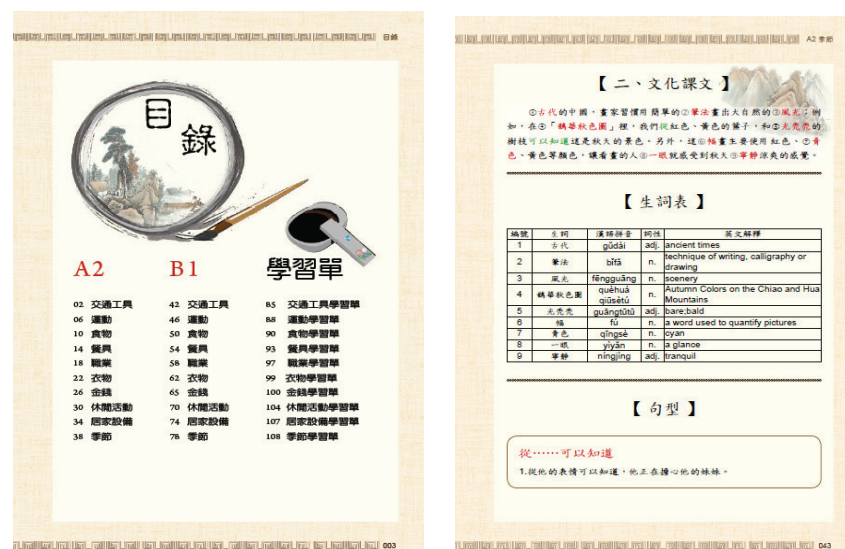 目錄
目
錄
A2
B1
學習單
02 交通工具
06 運動
10 食物
14 餐具
18 職業
22 衣物
26 金錢
30 休閒活動
34 居家設備
38 季節
42 交通工具
46 運動
50 食物
54 餐具
58 職業
62 衣物
65 金錢
70 休閒活動
74 居家設備
78 季節
85 交通工具學習單
88 運動學習單
90 食物學習單
93 餐具學習單
97 職業學習單
99 衣物學習單
100 金錢學習單
104 休閒活動學習單
107 居家設備學習單
108 季節學習單
003
A2 季節
【二、文化課文】
①古代的中國，畫家習慣用簡單的②筆法畫出大自然的③風光；例
如，在④「鵲華秋色圖」裡，我們從紅色、黃色的葉子，和⑤光禿禿的
樹枝可以知道這是秋天的景色。另外，這⑥幅畫主要使用紅色、⑦青
色、黃色等顏色，讓看畫的人⑧一眼就感受到秋天⑨寧靜涼爽的感覺。
【生詞表】
編號 生詞 漢語拼音 詞性 英文解釋
1 古代 gǔdài adj. ancient times
2 筆法 bǐfǎ n. technique of writing, calligraphy or
drawing
3 風光 fēngguāng n. scenery
4 鵲華秋色圖 quèhuá
qiūsètú n. Autumn Colors on the Chiao and Hua
Mountains
5 光禿禿 guāngtūtū adj. bare;bald
6 幅 fú n. a word used to quantify pictures
7 青色 qīngsè n. cyan
8 一眼 yìyǎn n. a glance
9 寧靜 níngjìng adj. tranquil
【句型】
從……可以知道
1.從他的表情可以知道，他正在擔心他的妹妹。
043